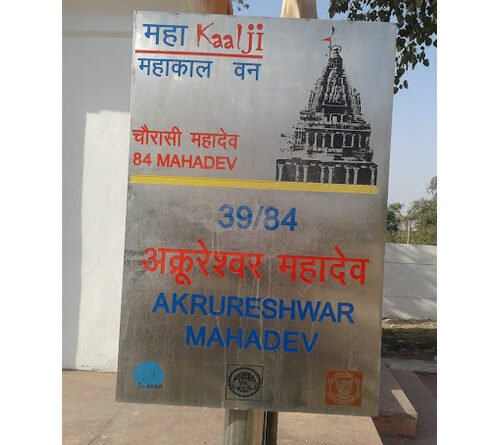 महा Kaalji
महाकाल वन
चौरासी महादेव
84 MAHADEV
39/84
अक्रूरेश्वर महादेव
AKRURESHWAR
MAHADEV